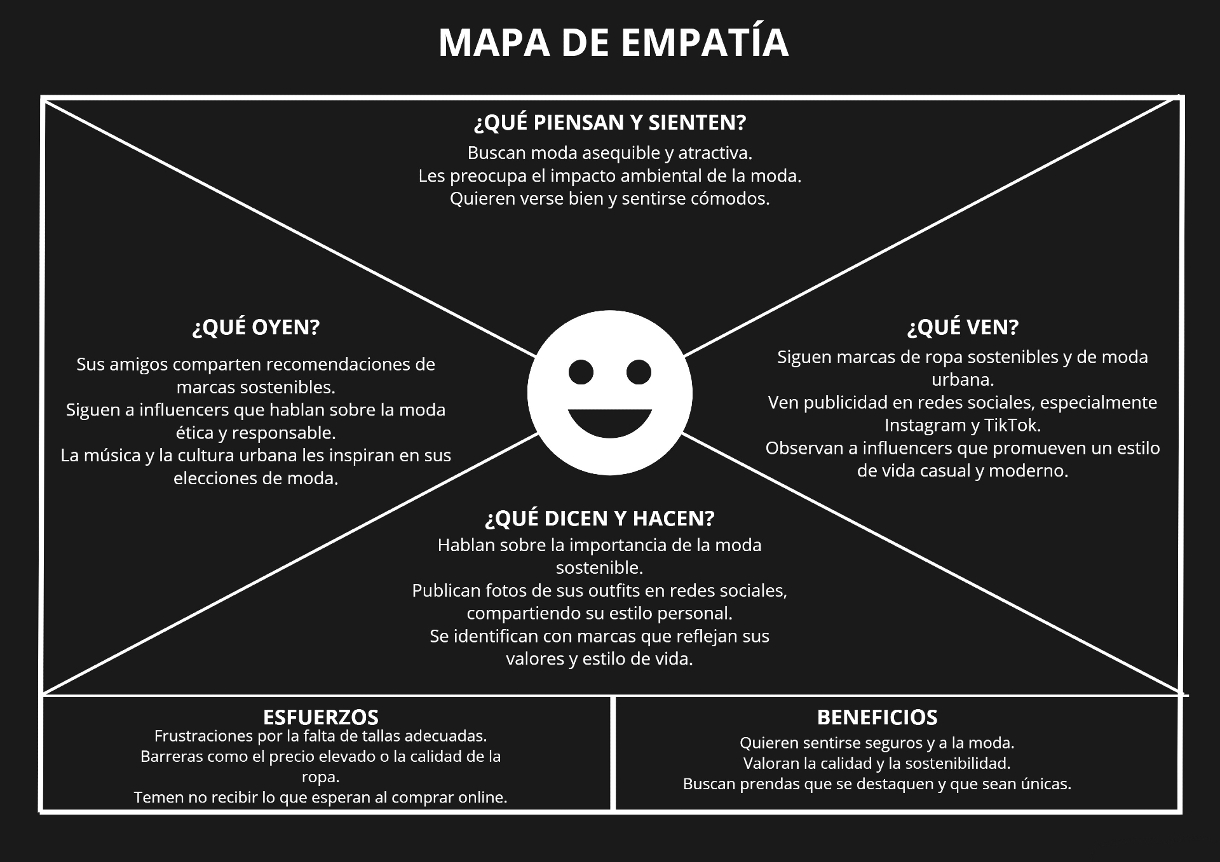 MAPA DE EMPATÍA
¿QUÉ PIENSAN Y SIENTEN?
Buscan moda asequible y atractiva.
Les preocupa el impacto ambiental de la moda.
Quieren verse bien y sentirse cómodos.
¿QUÉ OYEN?
Sus amigos comparten recomendaciones de
marcas sostenibles.
Siguen a influencers que hablan sobre la moda
ética y responsable.
La música y la cultura urbana les inspiran en sus
elecciones de moda.
¿QUÉ VEN?
Siguen marcas de ropa sostenibles y de moda
urbana.
Ven publicidad en redes sociales, especialmente
Instagram y TikTok.
Observan a influencers que promueven un estilo
de vida casual y moderno.
¿QUÉ DICEN Y HACEN?
Hablan sobre la importancia de la moda
sostenible.
Publican fotos de sus outfits en redes sociales,
compartiendo su estilo personal.
Se identifican con marcas que reflejan sus
valores y estilo de vida.
ESFUERZOS
Frustraciones por la falta de tallas adecuadas.
Barreras como el precio elevado o la calidad de la
ropa.
Temen no recibir lo que esperan al comprar online.
BENEFICIOS
Quieren sentirse seguros y a la moda.
Valoran la calidad y la sostenibilidad.
Buscan prendas que se destaquen y que sean únicas.